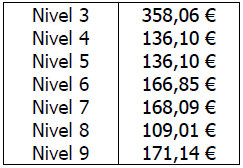 Nivel 3 358,06 €
Nivel 4 136,10 €
Nivel 5 136,10 €
Nivel 6 166,85 €
Nivel 7 168,09 €
Nivel 8 109,01 €
Nivel 9 171,14 €